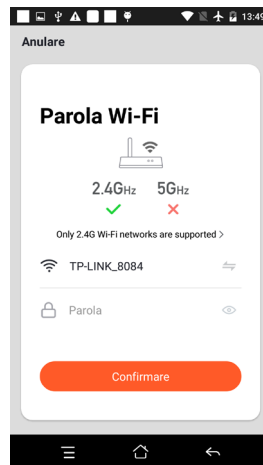 13:49
Anulare
Parola Wi-Fi
2.4GHz 5GHz
Only 2.4G Wi-Fi networks are supported >
TP-LINK_8084
Parola
Confirmare